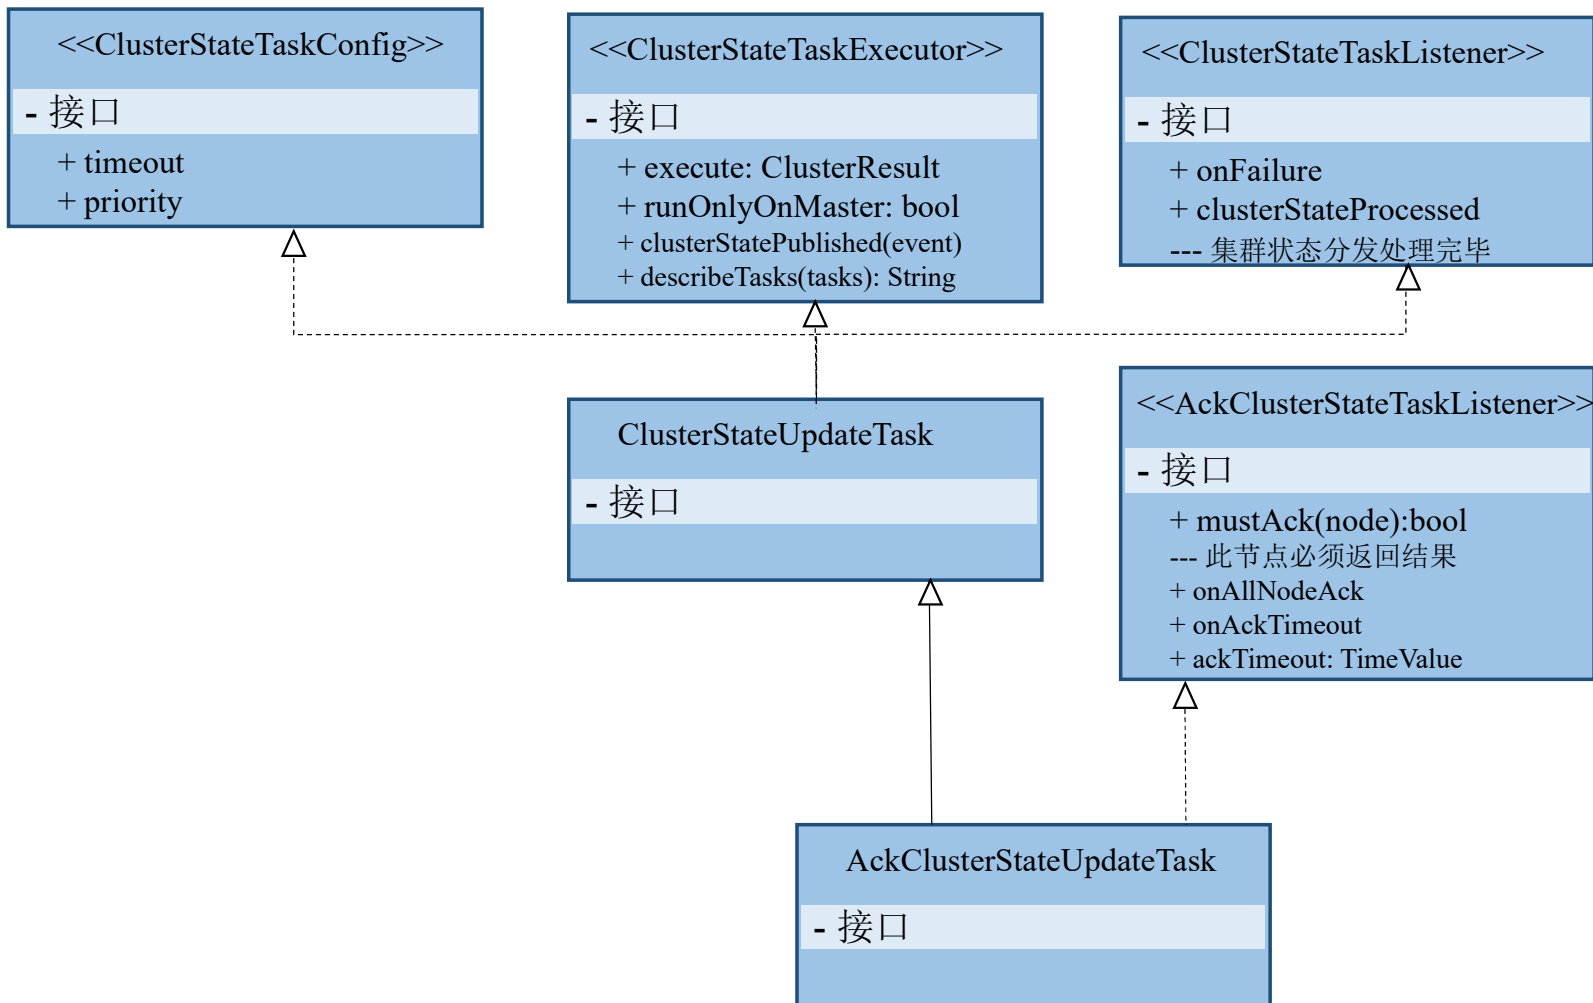 <<ClusterStateTaskConfig>>
- 接口
+ timeout
+ priority
<<ClusterStateTaskExecutor>>
- 接口
+ execute: ClusterResult
+ runOnlyOnMaster: bool
+ clusterStatePublished(event)
+ describeTasks(tasks): String
<<ClusterStateTaskListener>>
- 接口
+ onFailure
+ clusterStateProcessed
--- 集群状态分发处理完毕
ClusterStateUpdateTask
- 接口
<<AckClusterStateTaskListener>>
- 接口
+ mustAck(node):bool
--- 此节点必须返回结果
+ onAllNodeAck
+ onAckTimeout
+ ackTimeout: TimeValue
AckClusterStateUpdateTask
- 接口